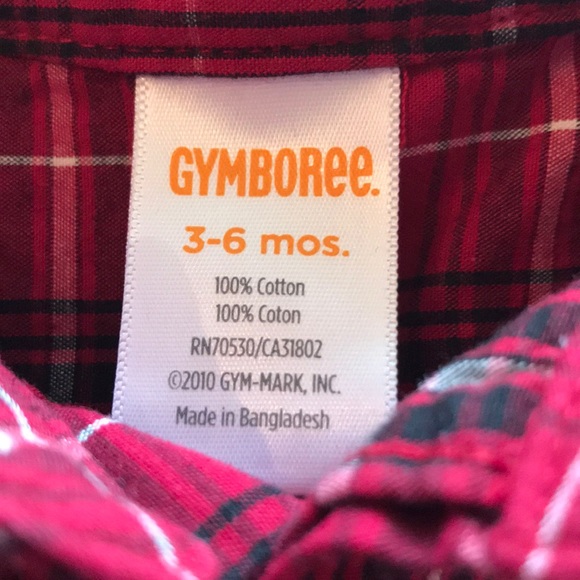 GYMBOREE.
3-6 mos.
100% Cotton
100% Coton
RN70530/CA31802
©2010 GYM-MARK, INC.
Made in Bangladesh